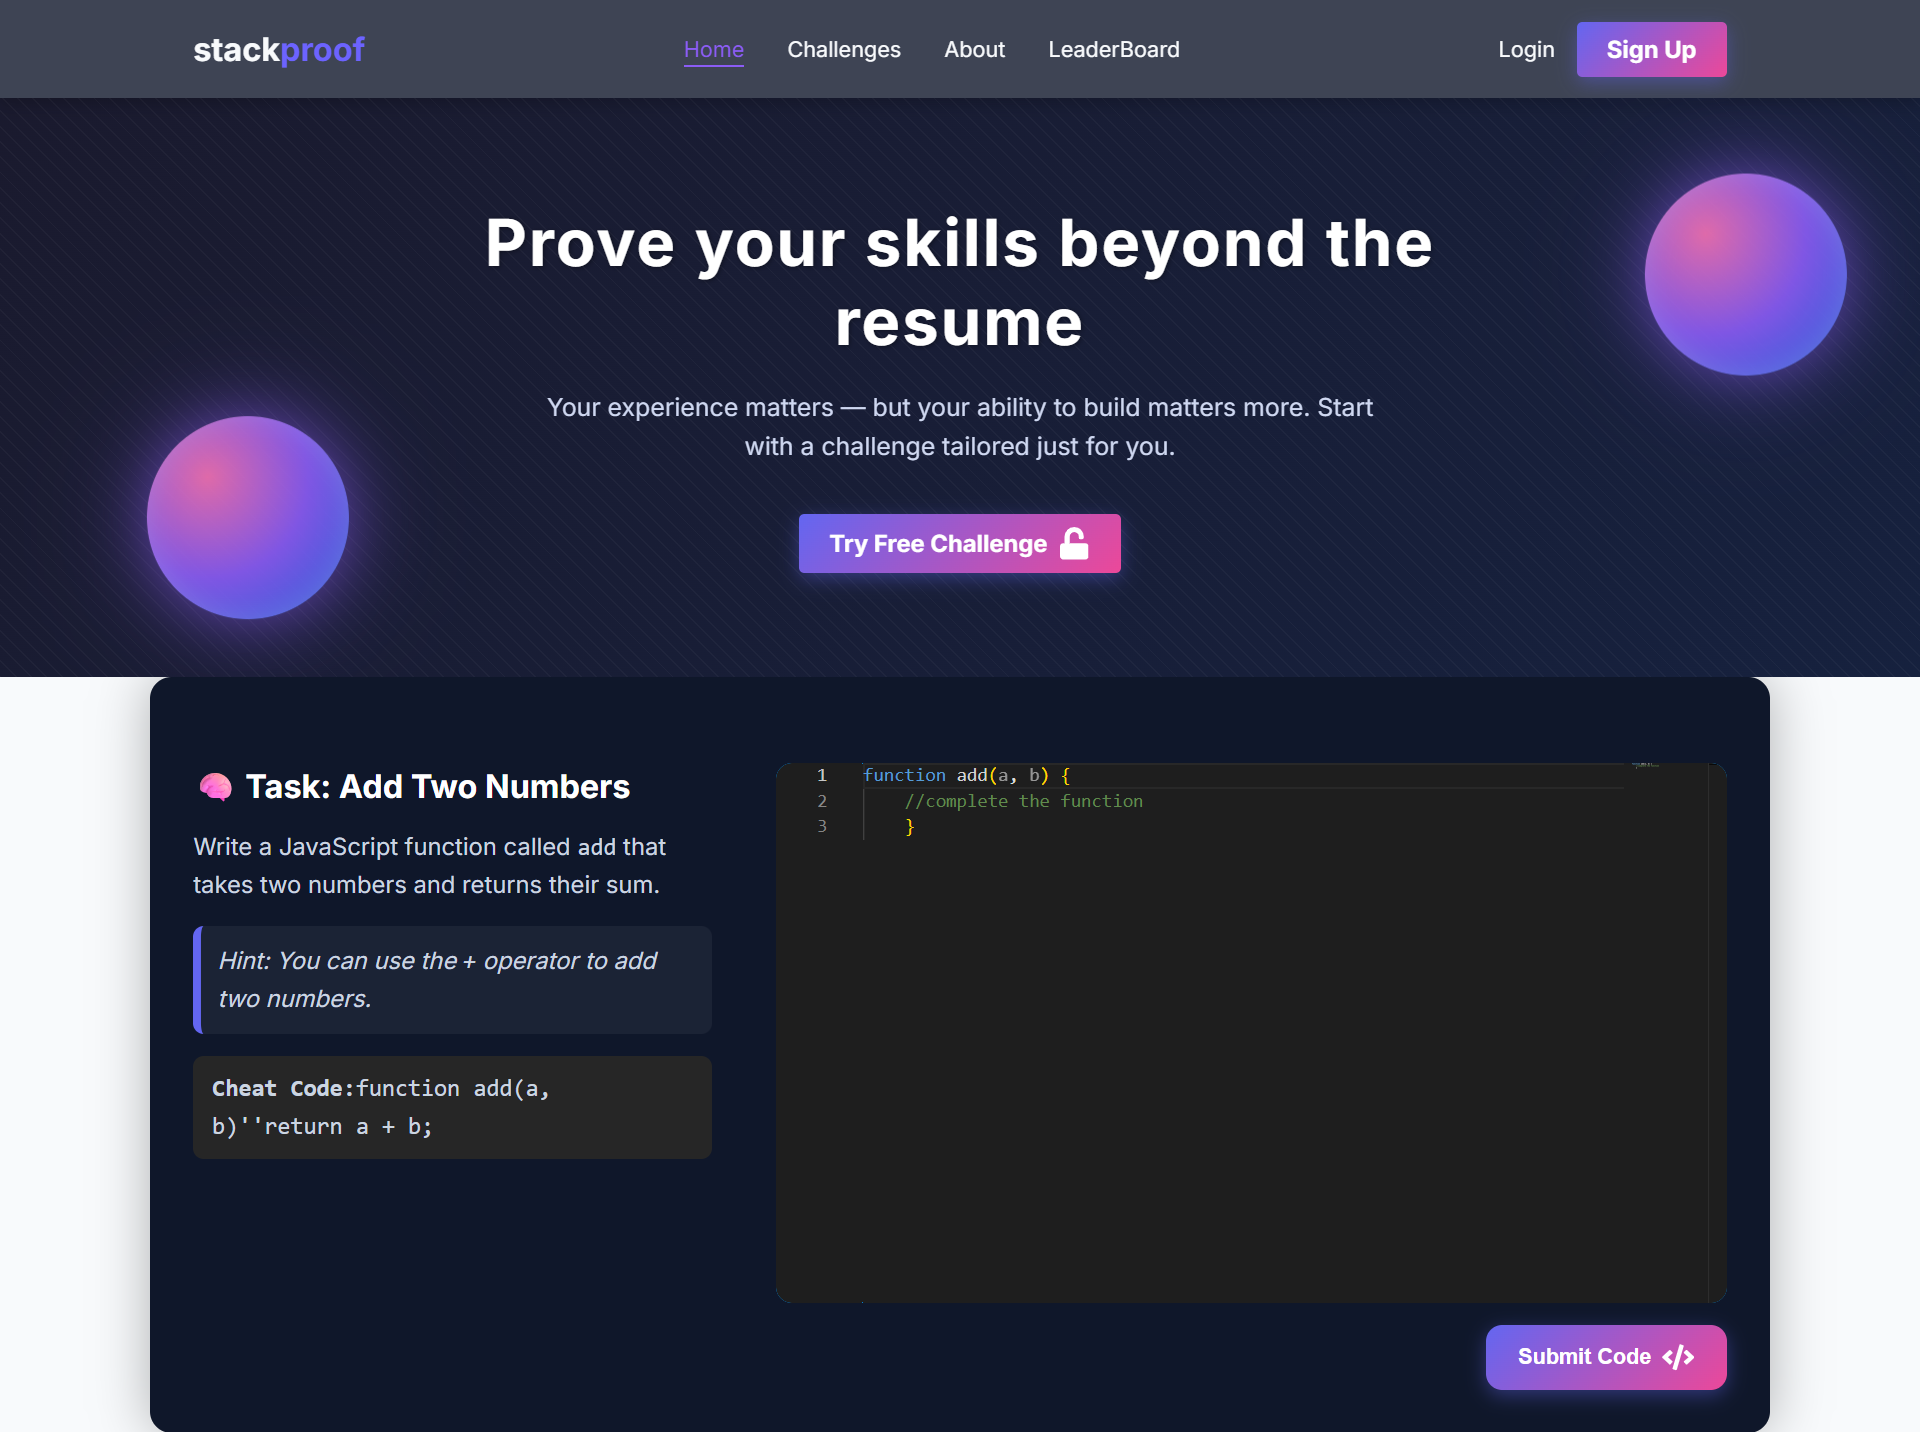 stackproof
Home Challenges About LeaderBoard
Login Sign Up
Prove your skills beyond the
resume
Your experience matters — but your ability to build matters more. Start
with a challenge tailored just for you.
Try Free Challenge
🧠 Task: Add Two Numbers
Write a JavaScript function called add that
takes two numbers and returns their sum.
Hint: You can use the + operator to add
two numbers.
Cheat Code:function add(a,
b)''return a + b;
1 function add(a, b) {
2 //complete the function
3 }
Submit Code